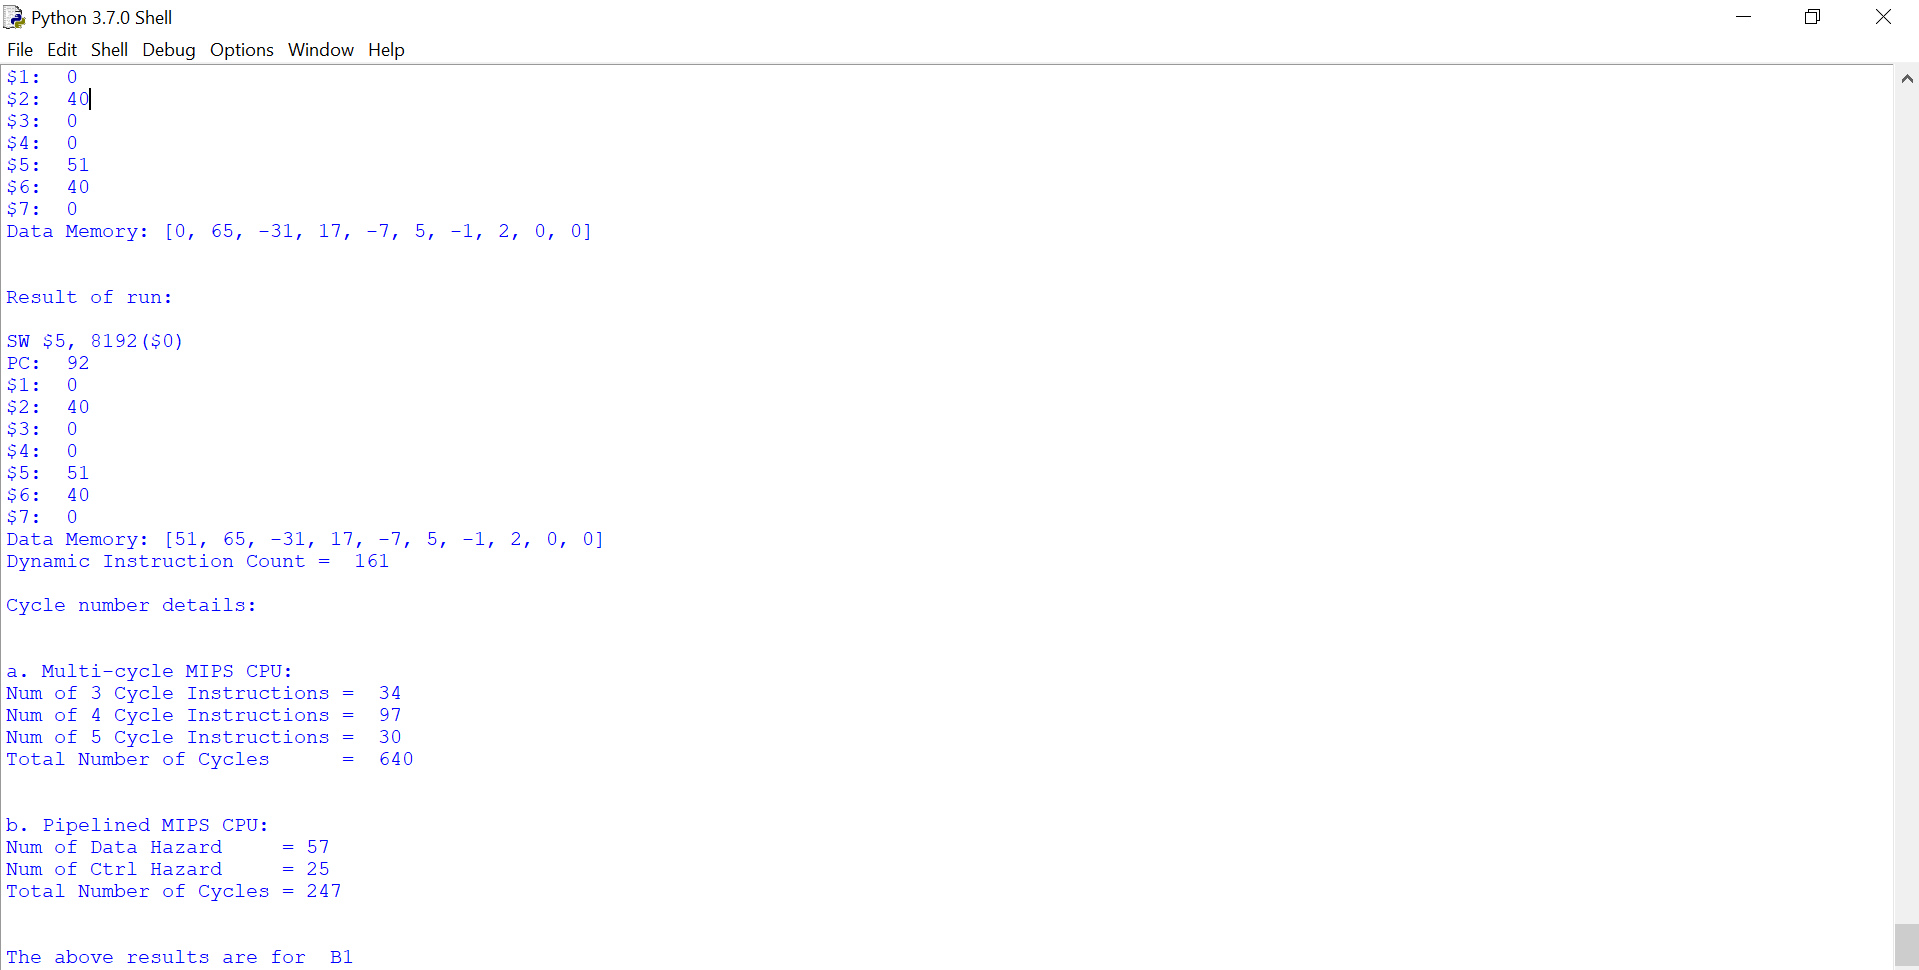 Python 3.7.0 Shell
File Edit Shell Debug Options Window Help
$1:  0
$2:  40
$3:  0
$4:  0
$5:  51
$6:  40
$7:  0
Data Memory: [0, 65, -31, 17, -7, 5, -1, 2, 0, 0]
Result of run:
SW $5, 8192($0)
PC:  92
$1:  0
$2:  40
$3:  0
$4:  0
$5:  51
$6:  40
$7:  0
Data Memory: [51, 65, -31, 17, -7, 5, -1, 2, 0, 0]
Dynamic Instruction Count =  161
Cycle number details:
a. Multi-cycle MIPS CPU:
Num of 3 Cycle Instructions =  34
Num of 4 Cycle Instructions =  97
Num of 5 Cycle Instructions =  30
Total Number of Cycles      =  640
b. Pipelined MIPS CPU:
Num of Data Hazard     = 57
Num of Ctrl Hazard     = 25
Total Number of Cycles = 247
The above results are for  B1